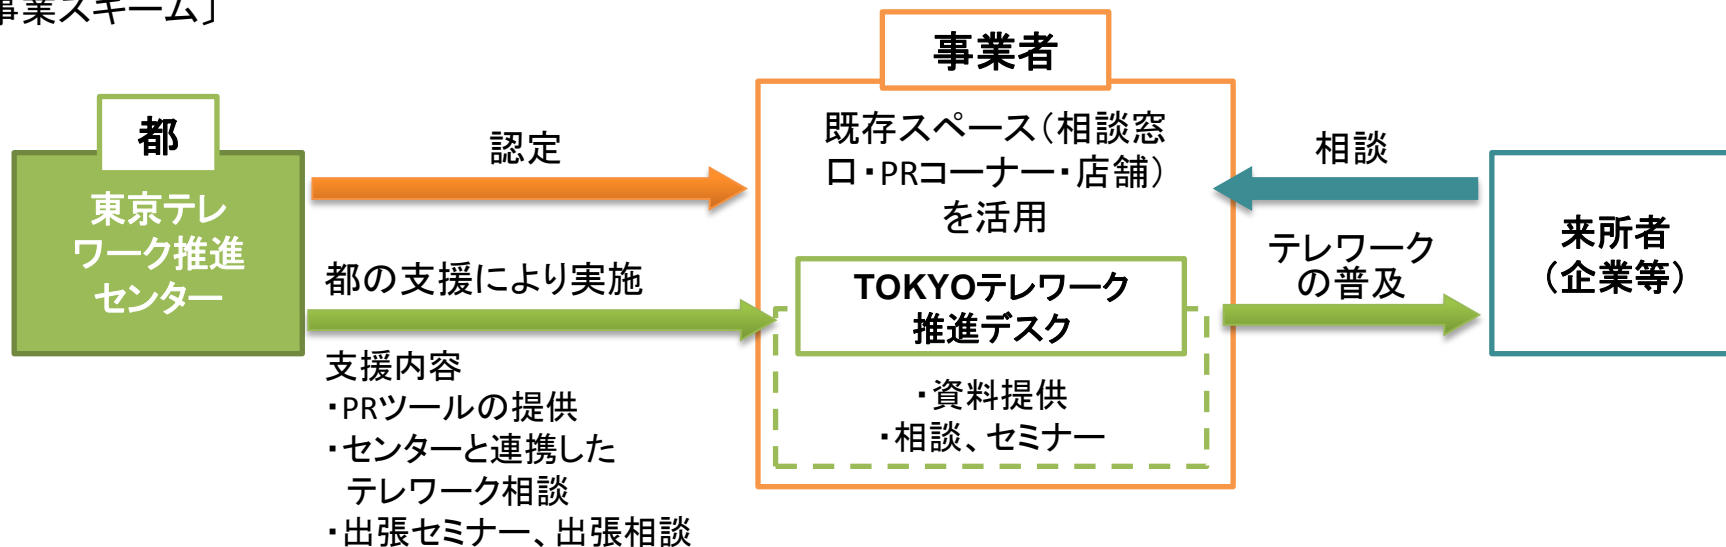 事業スキーム〕
都
東京テレ
ワーク推進
センター
認定
都の支援により実施
支援内容
・PRツールの提供
・センターと連携した
テレワーク相談
・出張セミナー、出張相談
事業者
既存スペース（相談窓
口・PRコーナー・店舗）
を活用
TOKYOテレワーク
推進デスク
・資料提供
・相談、セミナー
相談
テレワーク
の普及
来所者
（企業等）